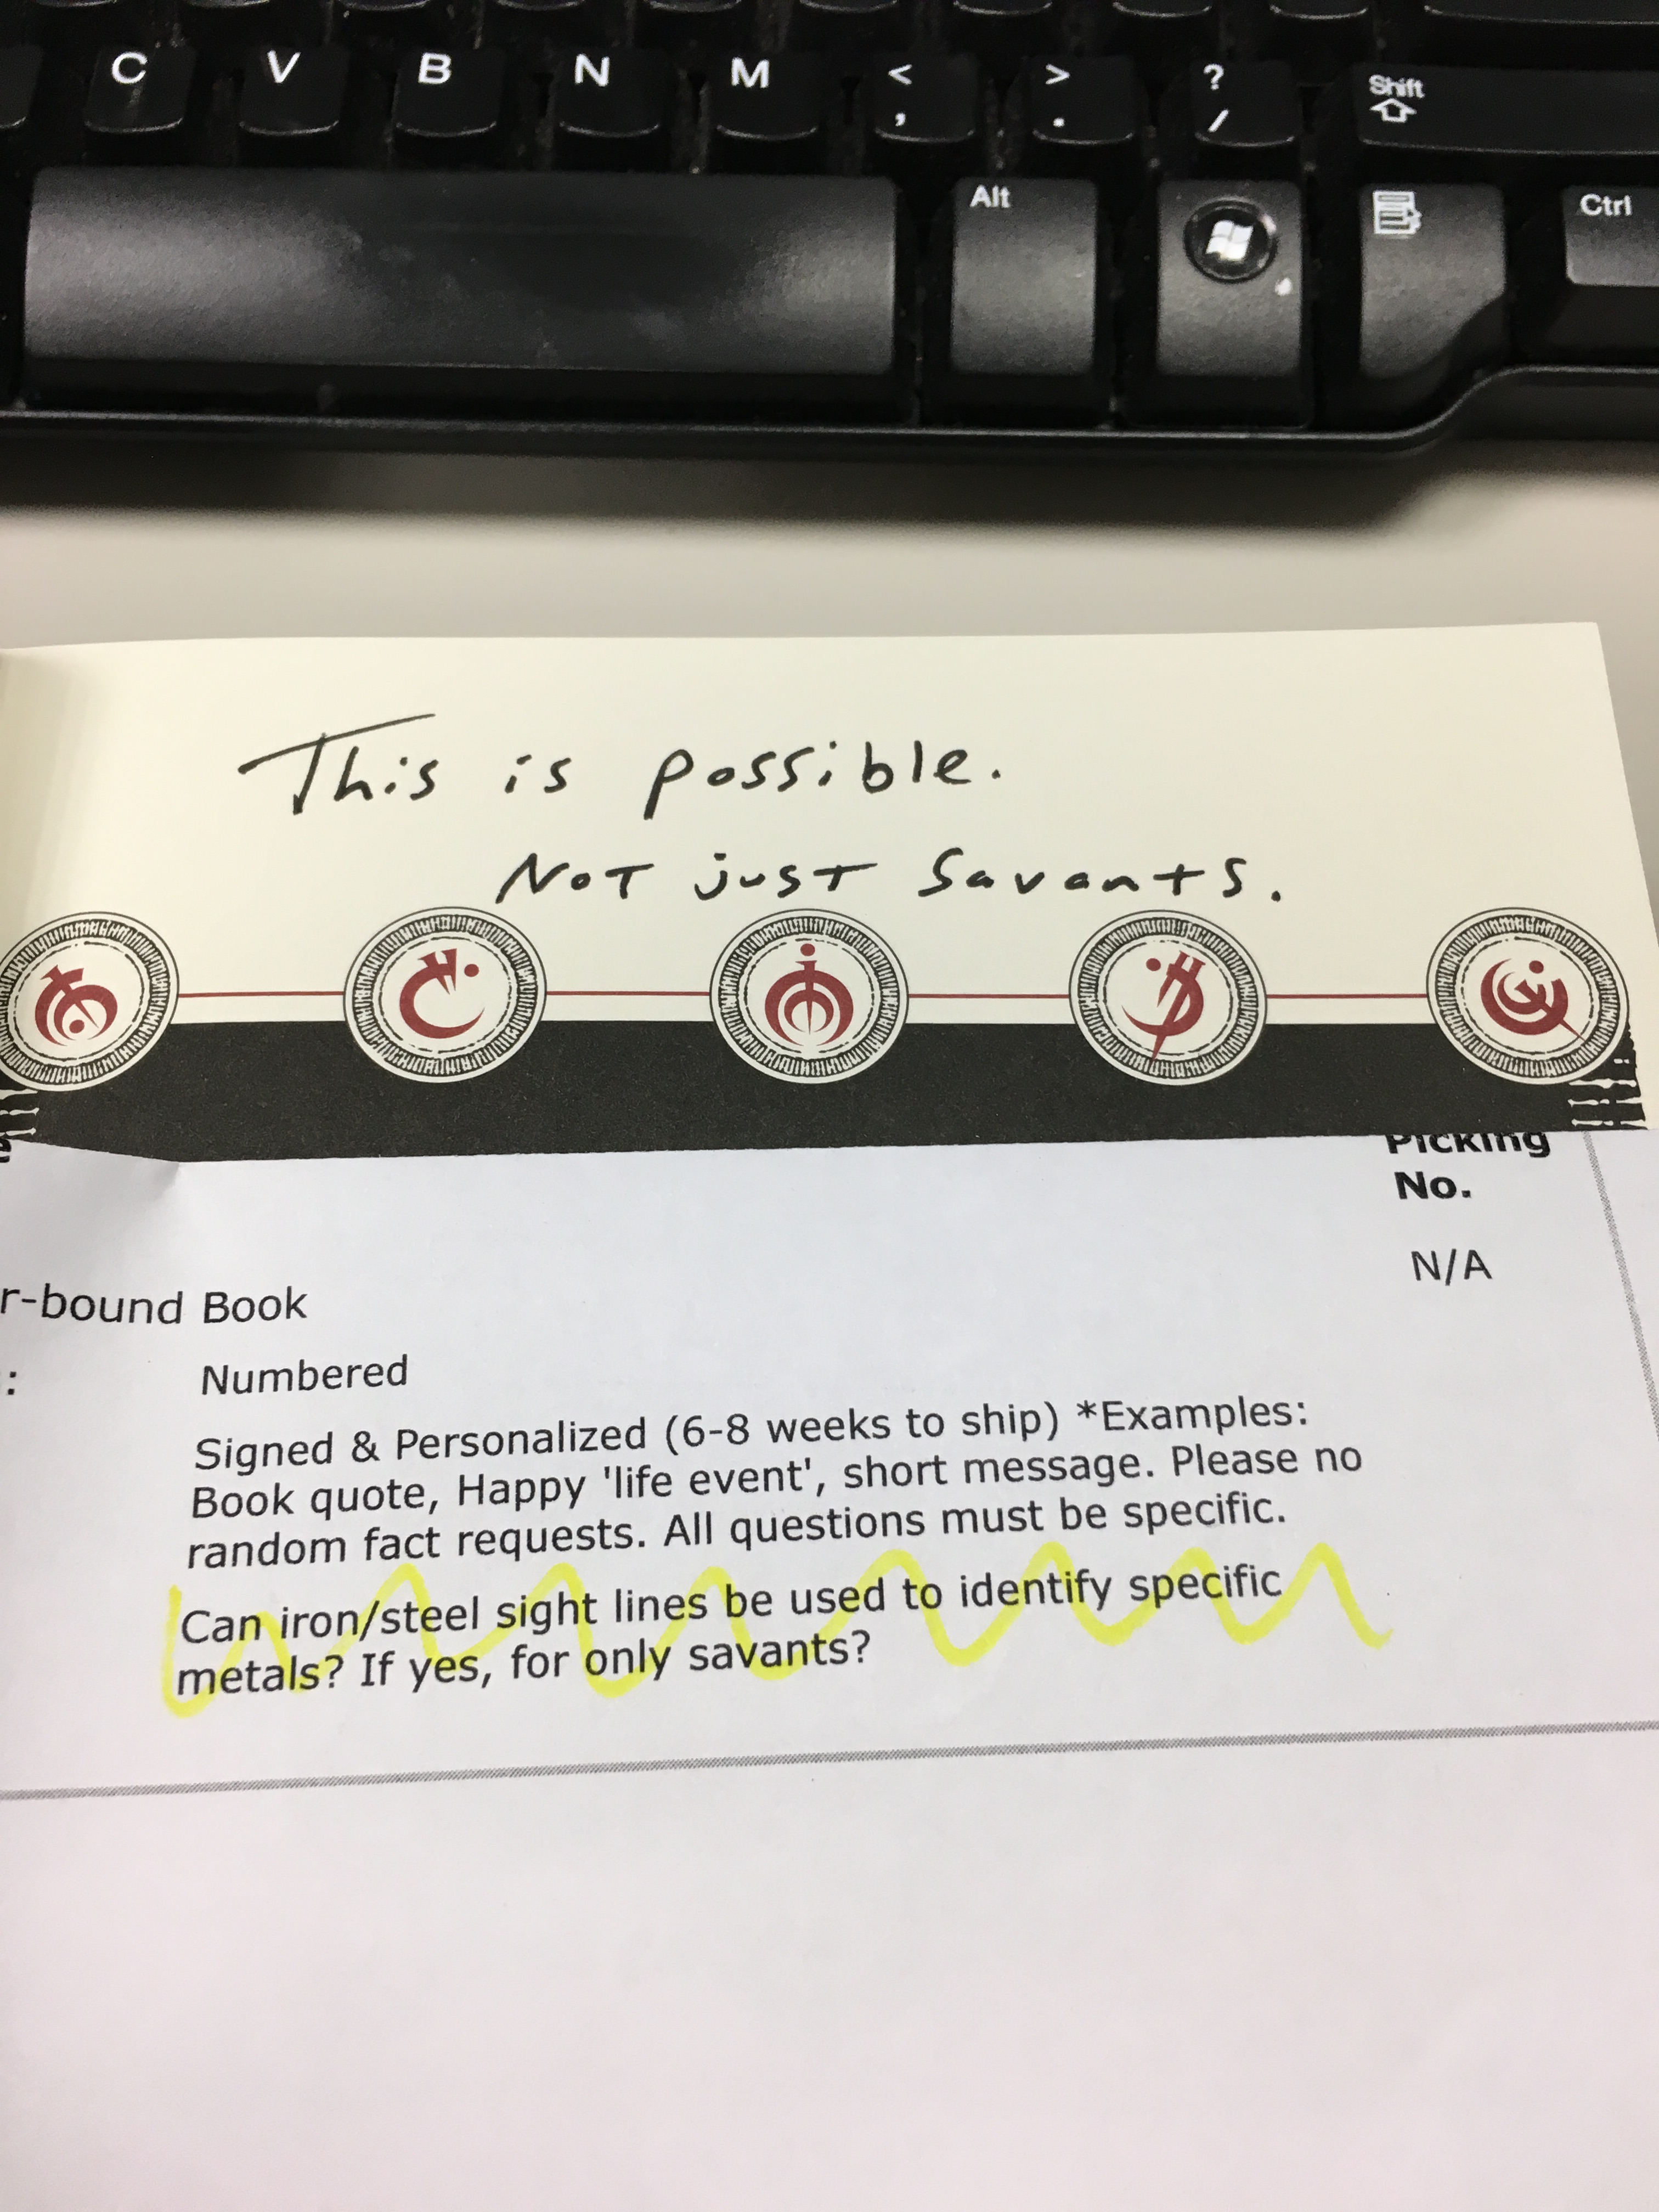 C V B N M < , > . ? / Shift
Alt Ctrl
This is possible.
Not just Savants.
Picking
No.
N/A
r-bound Book
: Numbered
Signed & Personalized (6-8 weeks to ship) *Examples:
Book quote, Happy 'life event', short message. Please no
random fact requests. All questions must be specific.
Can iron/steel sight lines be used to identify specific
metals? If yes, for only savants?